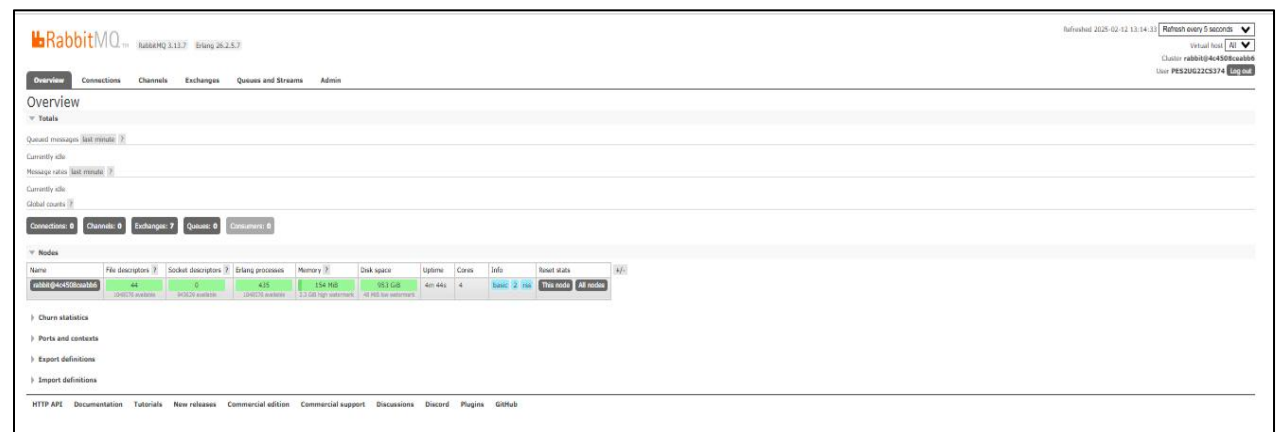 RabbitMQ TM RabbitMQ 3.13.7 Erlang 26.2.5.7
Refreshed 2025-02-12 13:14:33 Refresh every 5 seconds
Virtual host All
Cluster rabbit@4c4508ceabb6
User PES2UG22CS374 Log out
Overview Connections Channels Exchanges Queues and Streams Admin
Overview
Totals
Queued messages last minute ?
Currently idle
Message rates last minute ?
Currently idle
Global counts ?
Connections: 0 Channels: 0 Exchanges: 7 Queues: 0 Consumers: 0
Nodes
Name File descriptors ? Socket descriptors ? Erlang processes Memory ? Disk space Uptime Cores Info Reset stats +/-
rabbit@4c4508ceabb6 44 0 435 154 MiB 953 GiB 4m 44s 4 basic 2 rss This node All nodes
1048576 available 1048576 available high watermark 48 MiB low watermark
Churn statistics
Ports and contexts
Export definitions
Import definitions
HTTP API Documentation Tutorials New releases Commercial edition Commercial support Discussions Discord Plugins GitHub